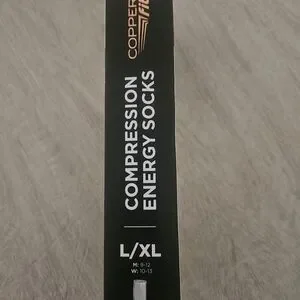 COPPER
COMPRESSION
ENERGY SOCKS
L/XL
M: 9-12
W: 10-13